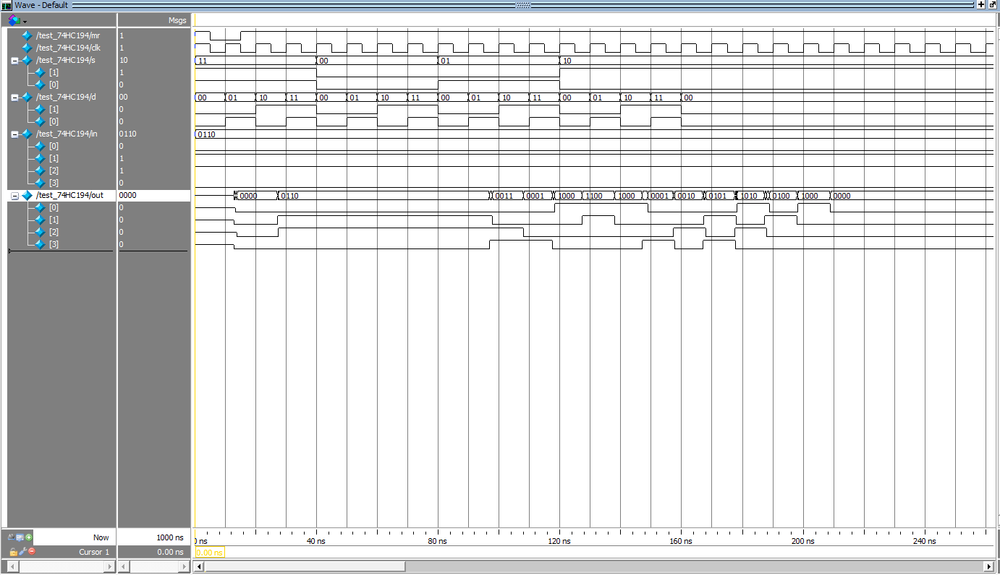 Wave - Default
Msgs
/test_74HC194/mr 1
/test_74HC194/clk 1
/test_74HC194/s 10 11 00 01 10
[1] 1
[0] 0
/test_74HC194/d 00 00 01 10 11 00 01 10 11 00 01 10 11 00 01 10 11 00
[1] 0
[0] 0
/test_74HC194/in 0110 0110
[0] 0
[1] 1
[2] 1
[3] 0
/test_74HC194/out 0000 0000 0110 0011 0001 1000 1100 1000 0001 0010 0101 1010 0100 1000 0000
[0] 0
[1] 0
[2] 0
[3] 0
Now 1000 ns 0 ns 40 ns 80 ns 120 ns 160 ns 200 ns 240 ns
Cursor 1 0.00 ns 0.00 ns